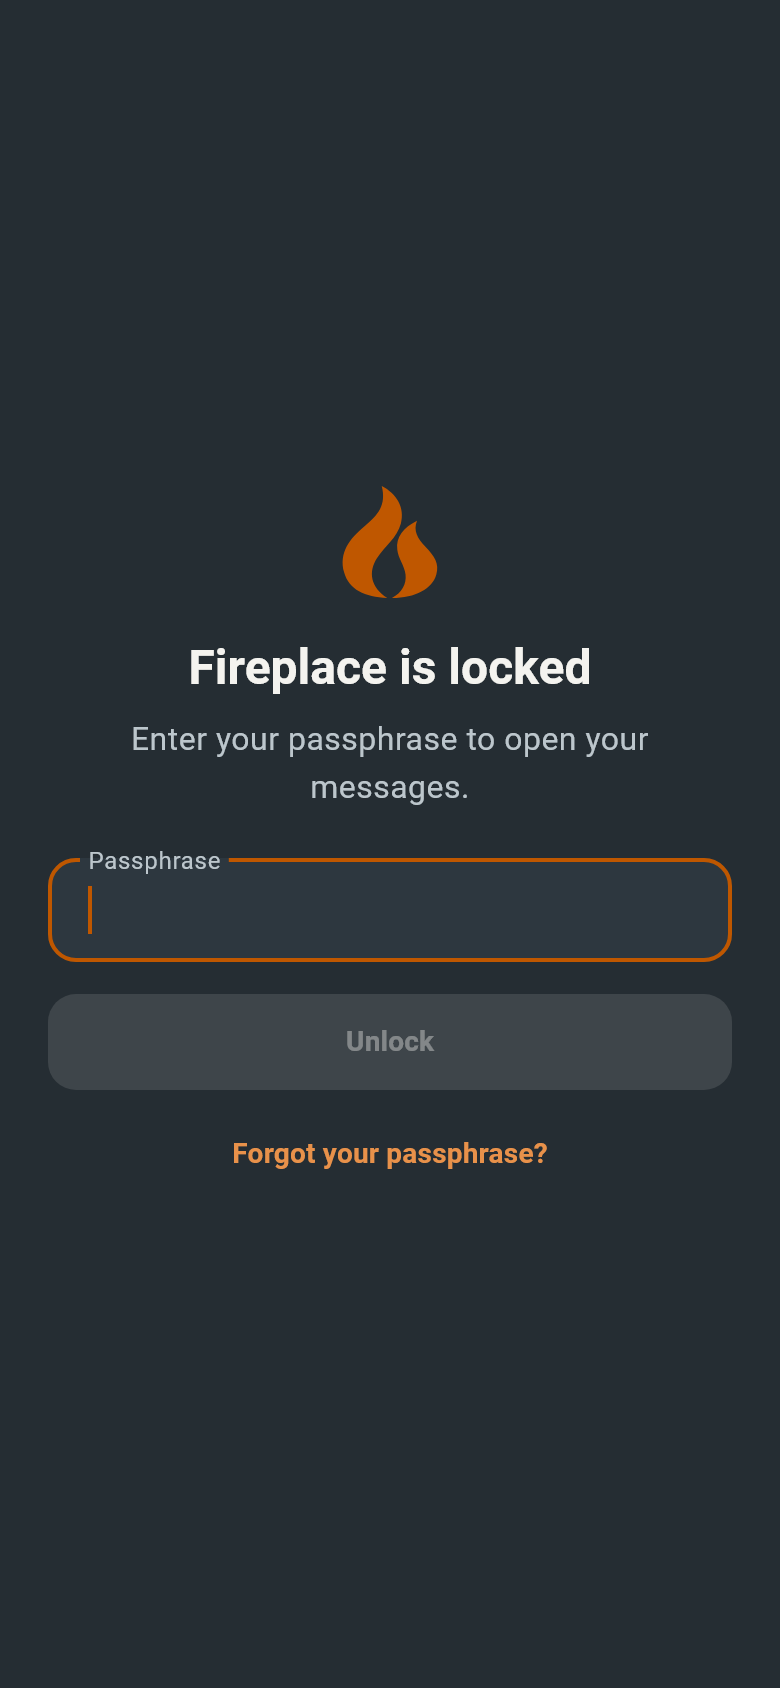 Fireplace is locked
Enter your passphrase to open your
messages.
Passphrase
Unlock
Forgot your passphrase?